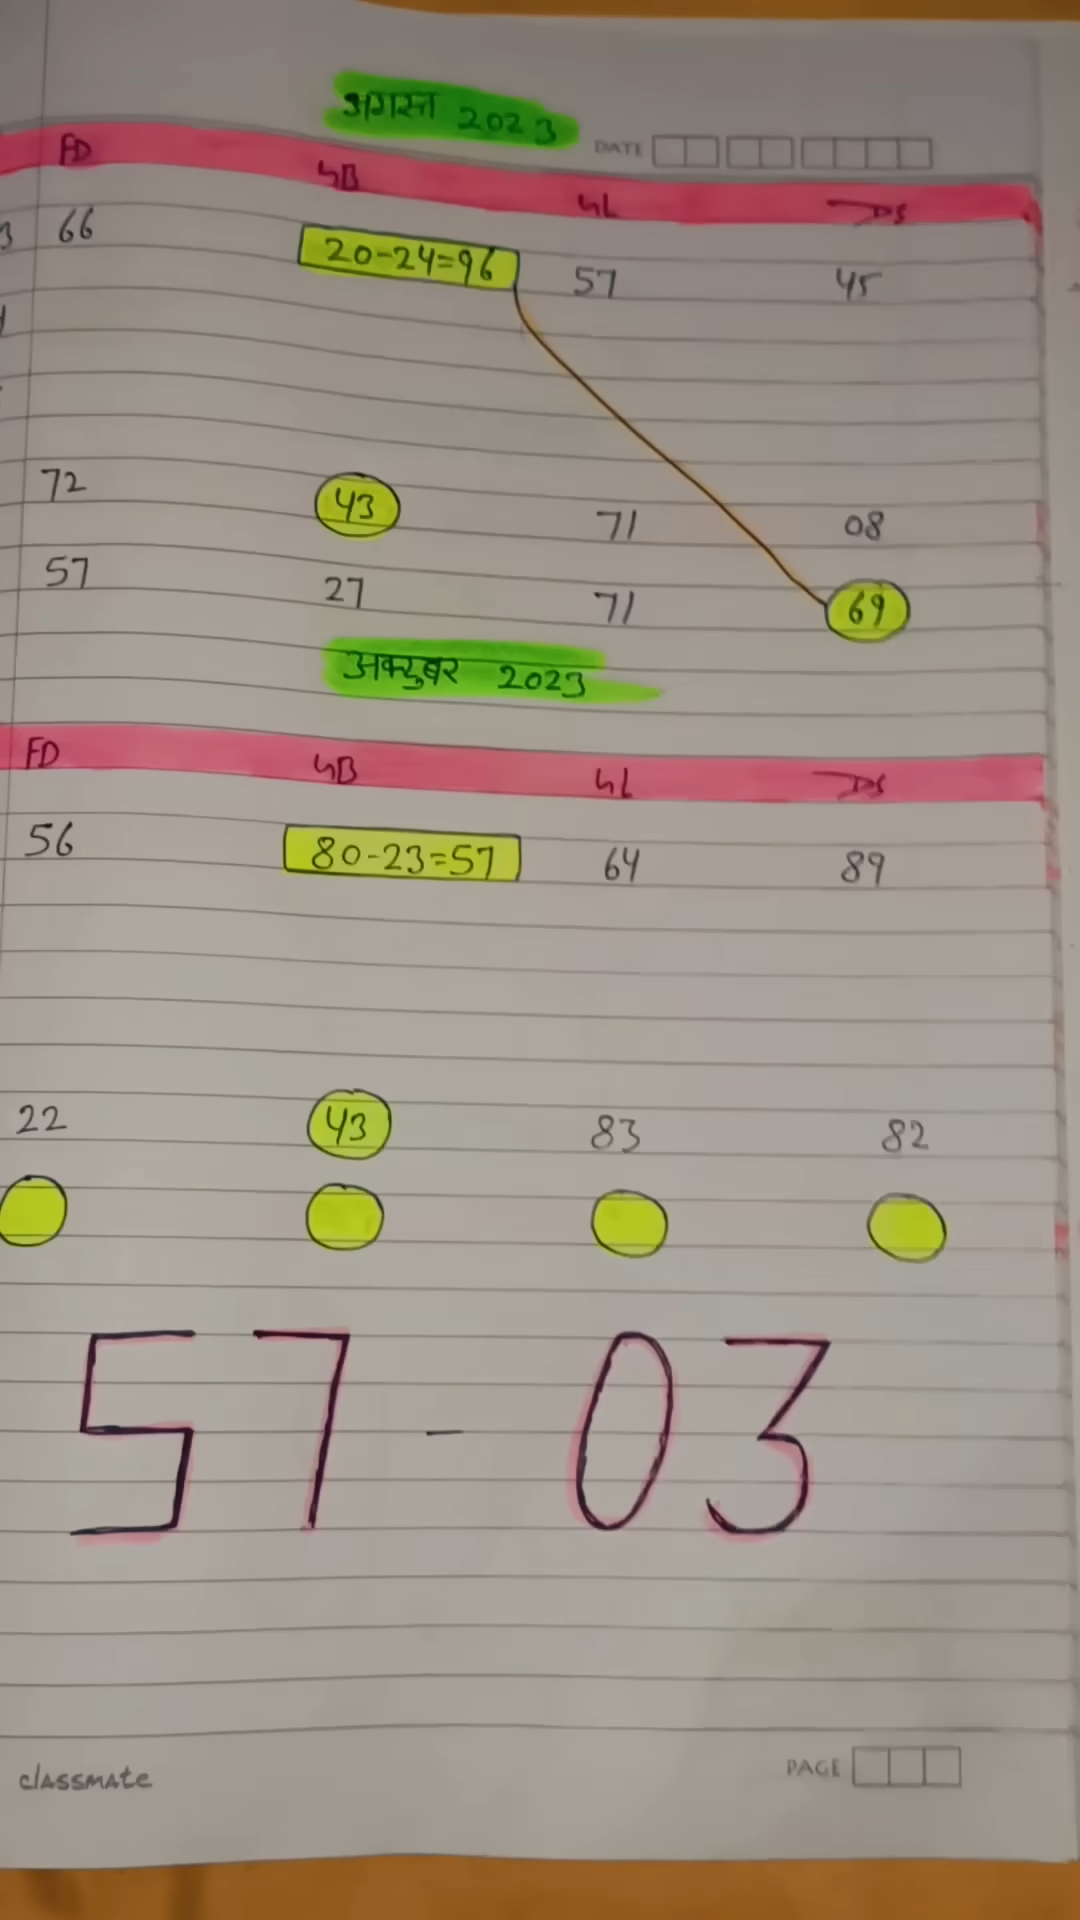 अगस्त 2023
DATE
FD GB GL DS
3 66 20-24=96 57 45
72 43 71 08
57 27 71 69
अक्टुबर 2023
FD GB GL DS
56 80-23=57 64 89
22 43 83 82
57 - 03
classmate PAGE